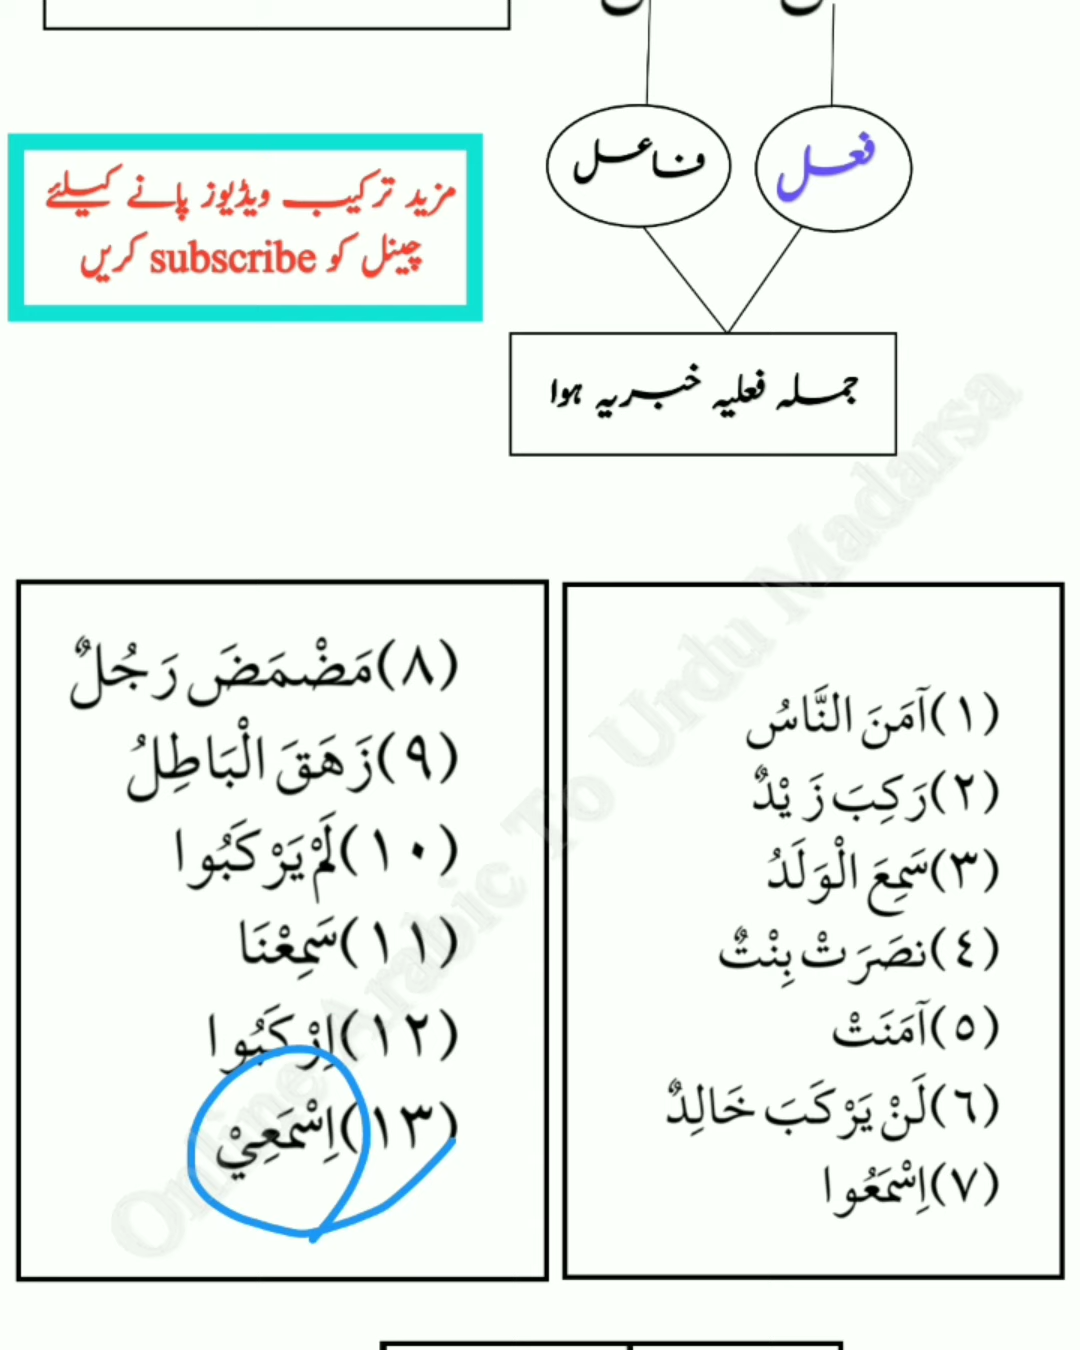 فعل
فاعل
مزید ترکیب ویڈیوز پانے کیلئے
چینل کو subscribe کریں
جملہ فعلیہ خبریہ ہوا
(١)آمَنَ النَّاسُ
(٢)رَكِبَ زَيْدٌ
(٣)سَمِعَ الْوَلَدُ
(٤)نصَرَتْ بِنْتٌ
(٥)آمَنَتْ
(٦)لَنْ يَرْكَبَ خَالِدٌ
(٧)اِسْمَعُوا
(٨)مَضْمَضَ رَجُلٌ
(٩)زَهَقَ الْبَاطِلُ
(١٠)لَمْ يَرْكَبُوا
(١١)سَمِعْنَا
(١٢)اِرْكَبُوا
(١٣)اِسْمَعِيْ
Online Arabic To Urdu Madarsa